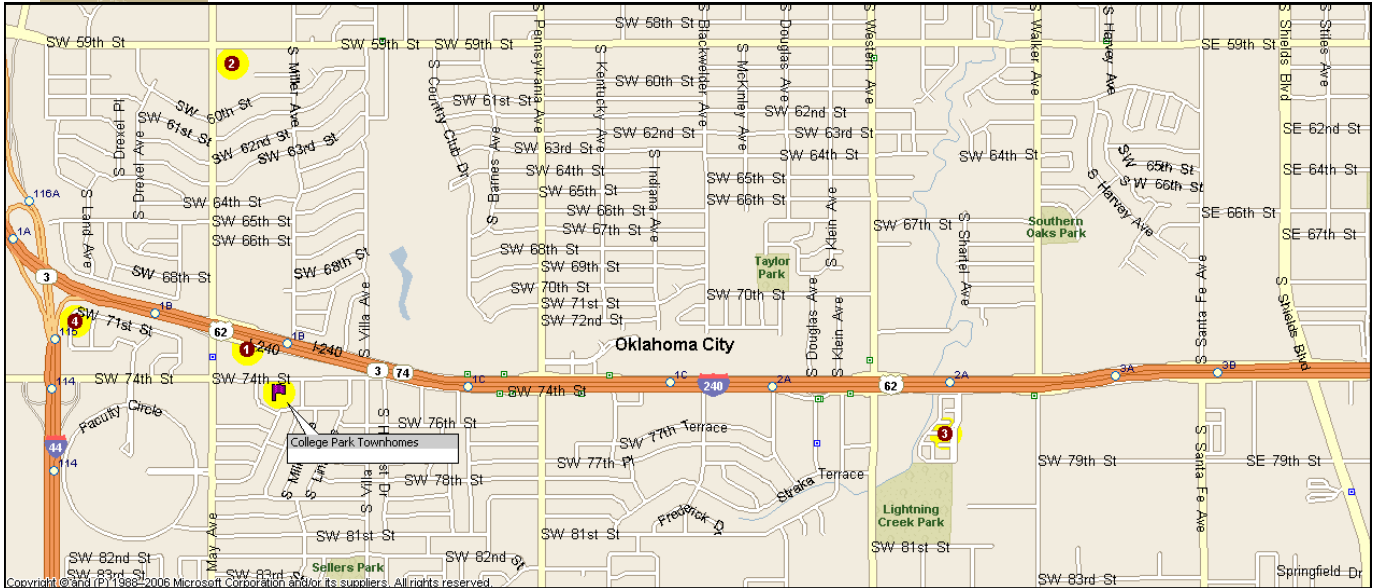 SW 58th St
SW 59th St
SW 59th St
SW 59th St
SE 59th St
S Miller Ave
S Pennsylvania Ave
S Kentucky Ave
S Blackwelder Ave
S McKinley Ave
S Douglas Ave
S Western Ave
S Walker Ave
S Harvey Ave
S Shields Blvd
S Stiles Ave
2
S Country Club Dr
SW 60th St
SW 60th St
SW 61st St
SW 61st St
SW 62nd St
SW 62nd St
SW 62nd St
SE 62nd St
SW 63rd St
SW 63rd St
SW 63rd St
S Drexel Pl
S Drexel Ave
S Barnes Ave
S Indiana Ave
SW 64th St
SW 64th St
SW 64th St
SW 64th St
SE 64th St
SW 65th St
SW 65th St
SW 65th St
SW 65th St
SW 66th St
SW 66th St
SW 66th St
S W 66th St
SE 66th St
116A
S Land Ave
1A
SW 67th St
SW 67th St
SE 67th St
S Klein Ave
S Shartel Ave
Southern
Oaks Park
S Harvey Ave
3
SW 68th St
SW 68th St
SW 68th St
SW 69th St
SW 70th St
SW 70th St
Taylor
Park
SW 71st St
SW 71st St
SW 72nd St
S Villa Ave
S Douglas Ave
S Klein Ave
S Santa Fe Ave
S Shields Blvd
1B
4
115
62
1
1B
I-240
I-240
Oklahoma City
3
74
1C
1C
240
2A
62
2A
3A
3B
114
SW 74th St
SW 74th St
SW 74th St
Faculty Circle
College Park Townhomes
SW 76th St
SW 77th Terrace
SW 77th Pl
44
114
SW 78th St
S Villa
Straka Terrace
Frederick Dr
3
SW 79th St
SE 79th St
S Santa Fe Ave
Lightning
Creek Park
May Ave
SW 81st St
SW 81st St
SW 81st St
SW 82nd St
SW 82nd St
SW 83rd St
SW 83rd St
SW 83rd St
Sellers Park
Springfield Dr
Copyright © and (P) 1988–2006 Microsoft Corporation and/or its suppliers. All rights reserved.